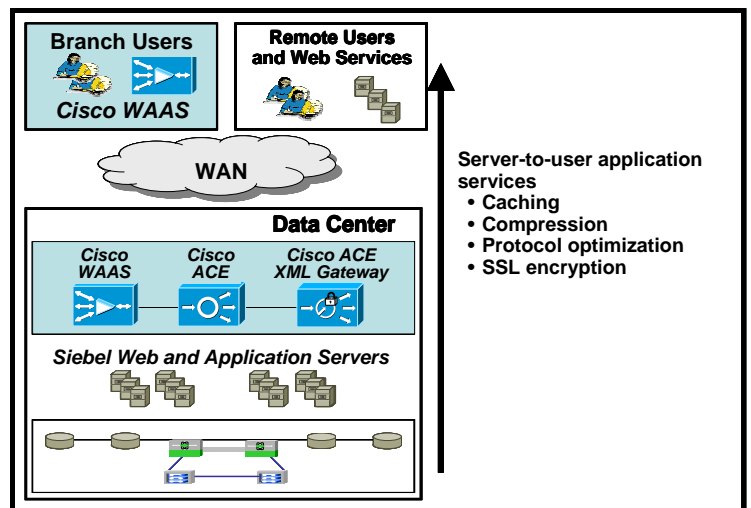 Branch Users
Cisco WAAS
Remote Users
and Web Services
WAN
Server-to-user application
services
• Caching
• Compression
• Protocol optimization
• SSL encryption
Data Center
Cisco
WAAS
Cisco
ACE
Cisco ACE
XML Gateway
Siebel Web and Application Servers